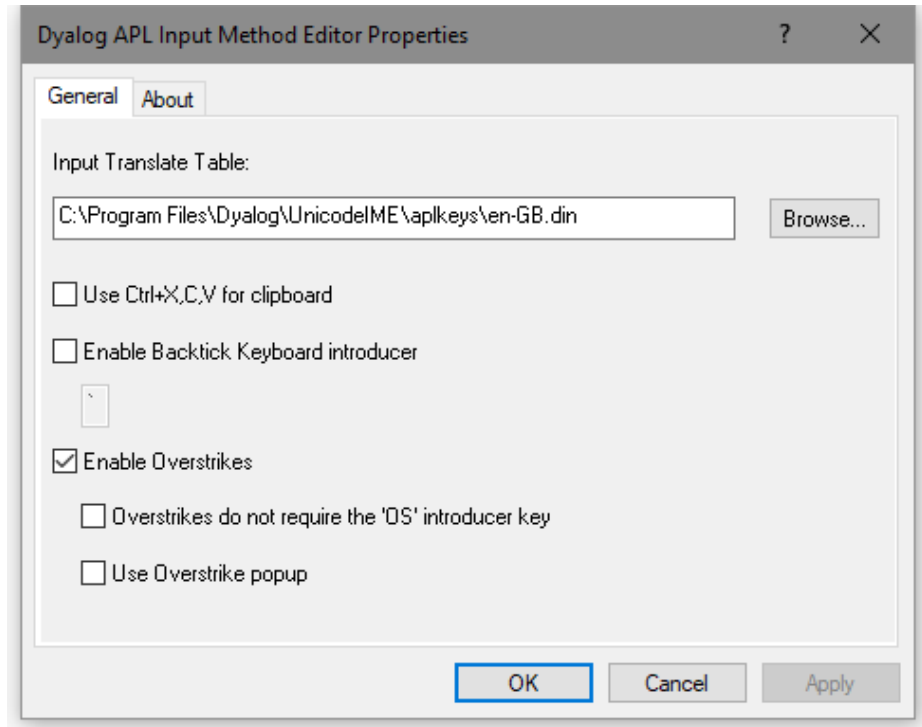 Dyalog APL Input Method Editor Properties ?
General About
Input Translate Table:
C:\Program Files\Dyalog\UnicodeIME\aplkeys\en-GB.din Browse...
Use Ctrl+X,C,V for clipboard
Enable Backtick Keyboard introducer
`
Enable Overstrikes
Overstrikes do not require the 'OS' introducer key
Use Overstrike popup
OK Cancel Apply